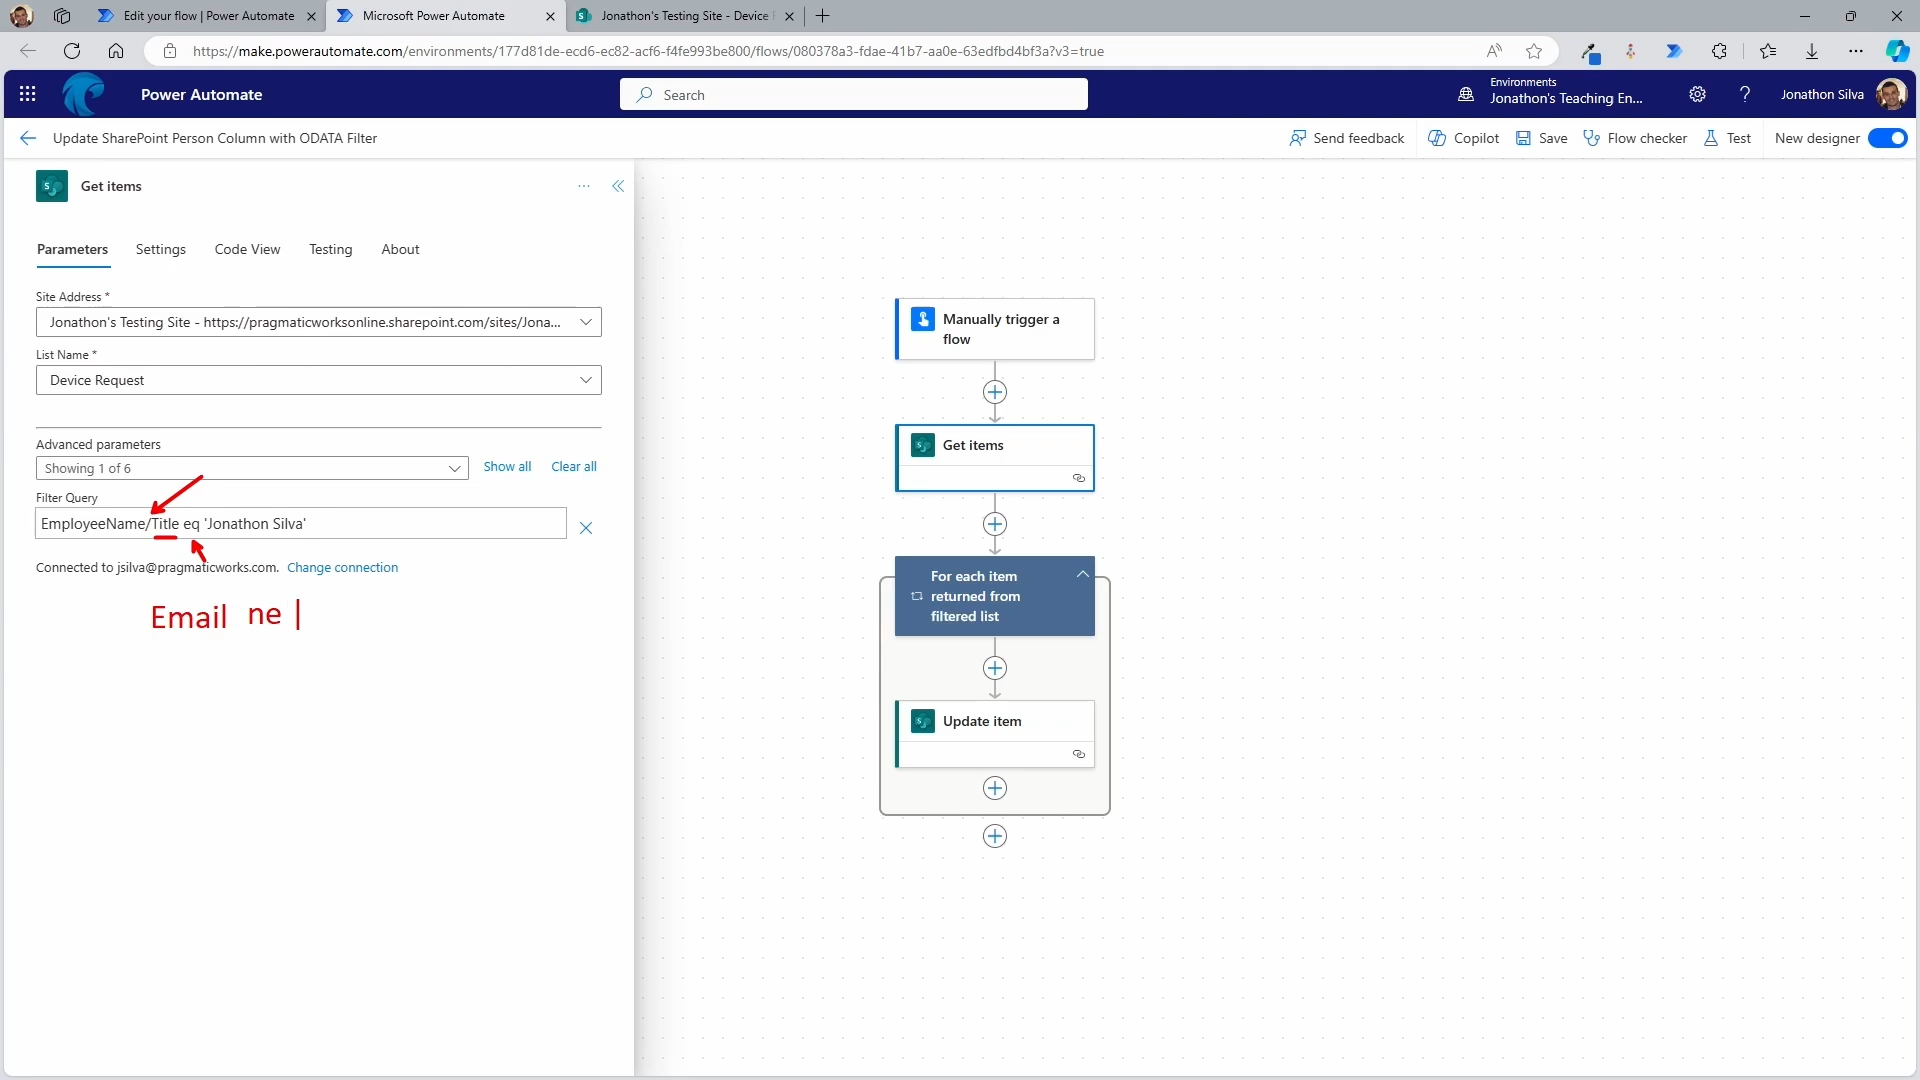 Edit your flow | Power Automate
Microsoft Power Automate
Jonathon's Testing Site - Device
https://make.powerautomate.com/environments/177d81de-ecd6-ec82-acf6-f4fe993be800/flows/080378a3-fdae-41b7-aa0e-63edfbd4bf3a?v3=true
Power Automate
Search
Environments
Jonathon's Teaching En...
Jonathon Silva
Update SharePoint Person Column with ODATA Filter
Send feedback
Copilot
Save
Flow checker
Test
New designer
Get items
Parameters
Settings
Code View
Testing
About
Site Address *
Jonathon's Testing Site - https://pragmaticworksonline.sharepoint.com/sites/Jona...
List Name *
Device Request
Advanced parameters
Showing 1 of 6
Show all
Clear all
Filter Query
EmployeeName/Title eq 'Jonathon Silva'
Connected to jsilva@pragmaticworks.com. Change connection
Email ne |
Manually trigger a
flow
Get items
For each item
returned from
filtered list
Update item